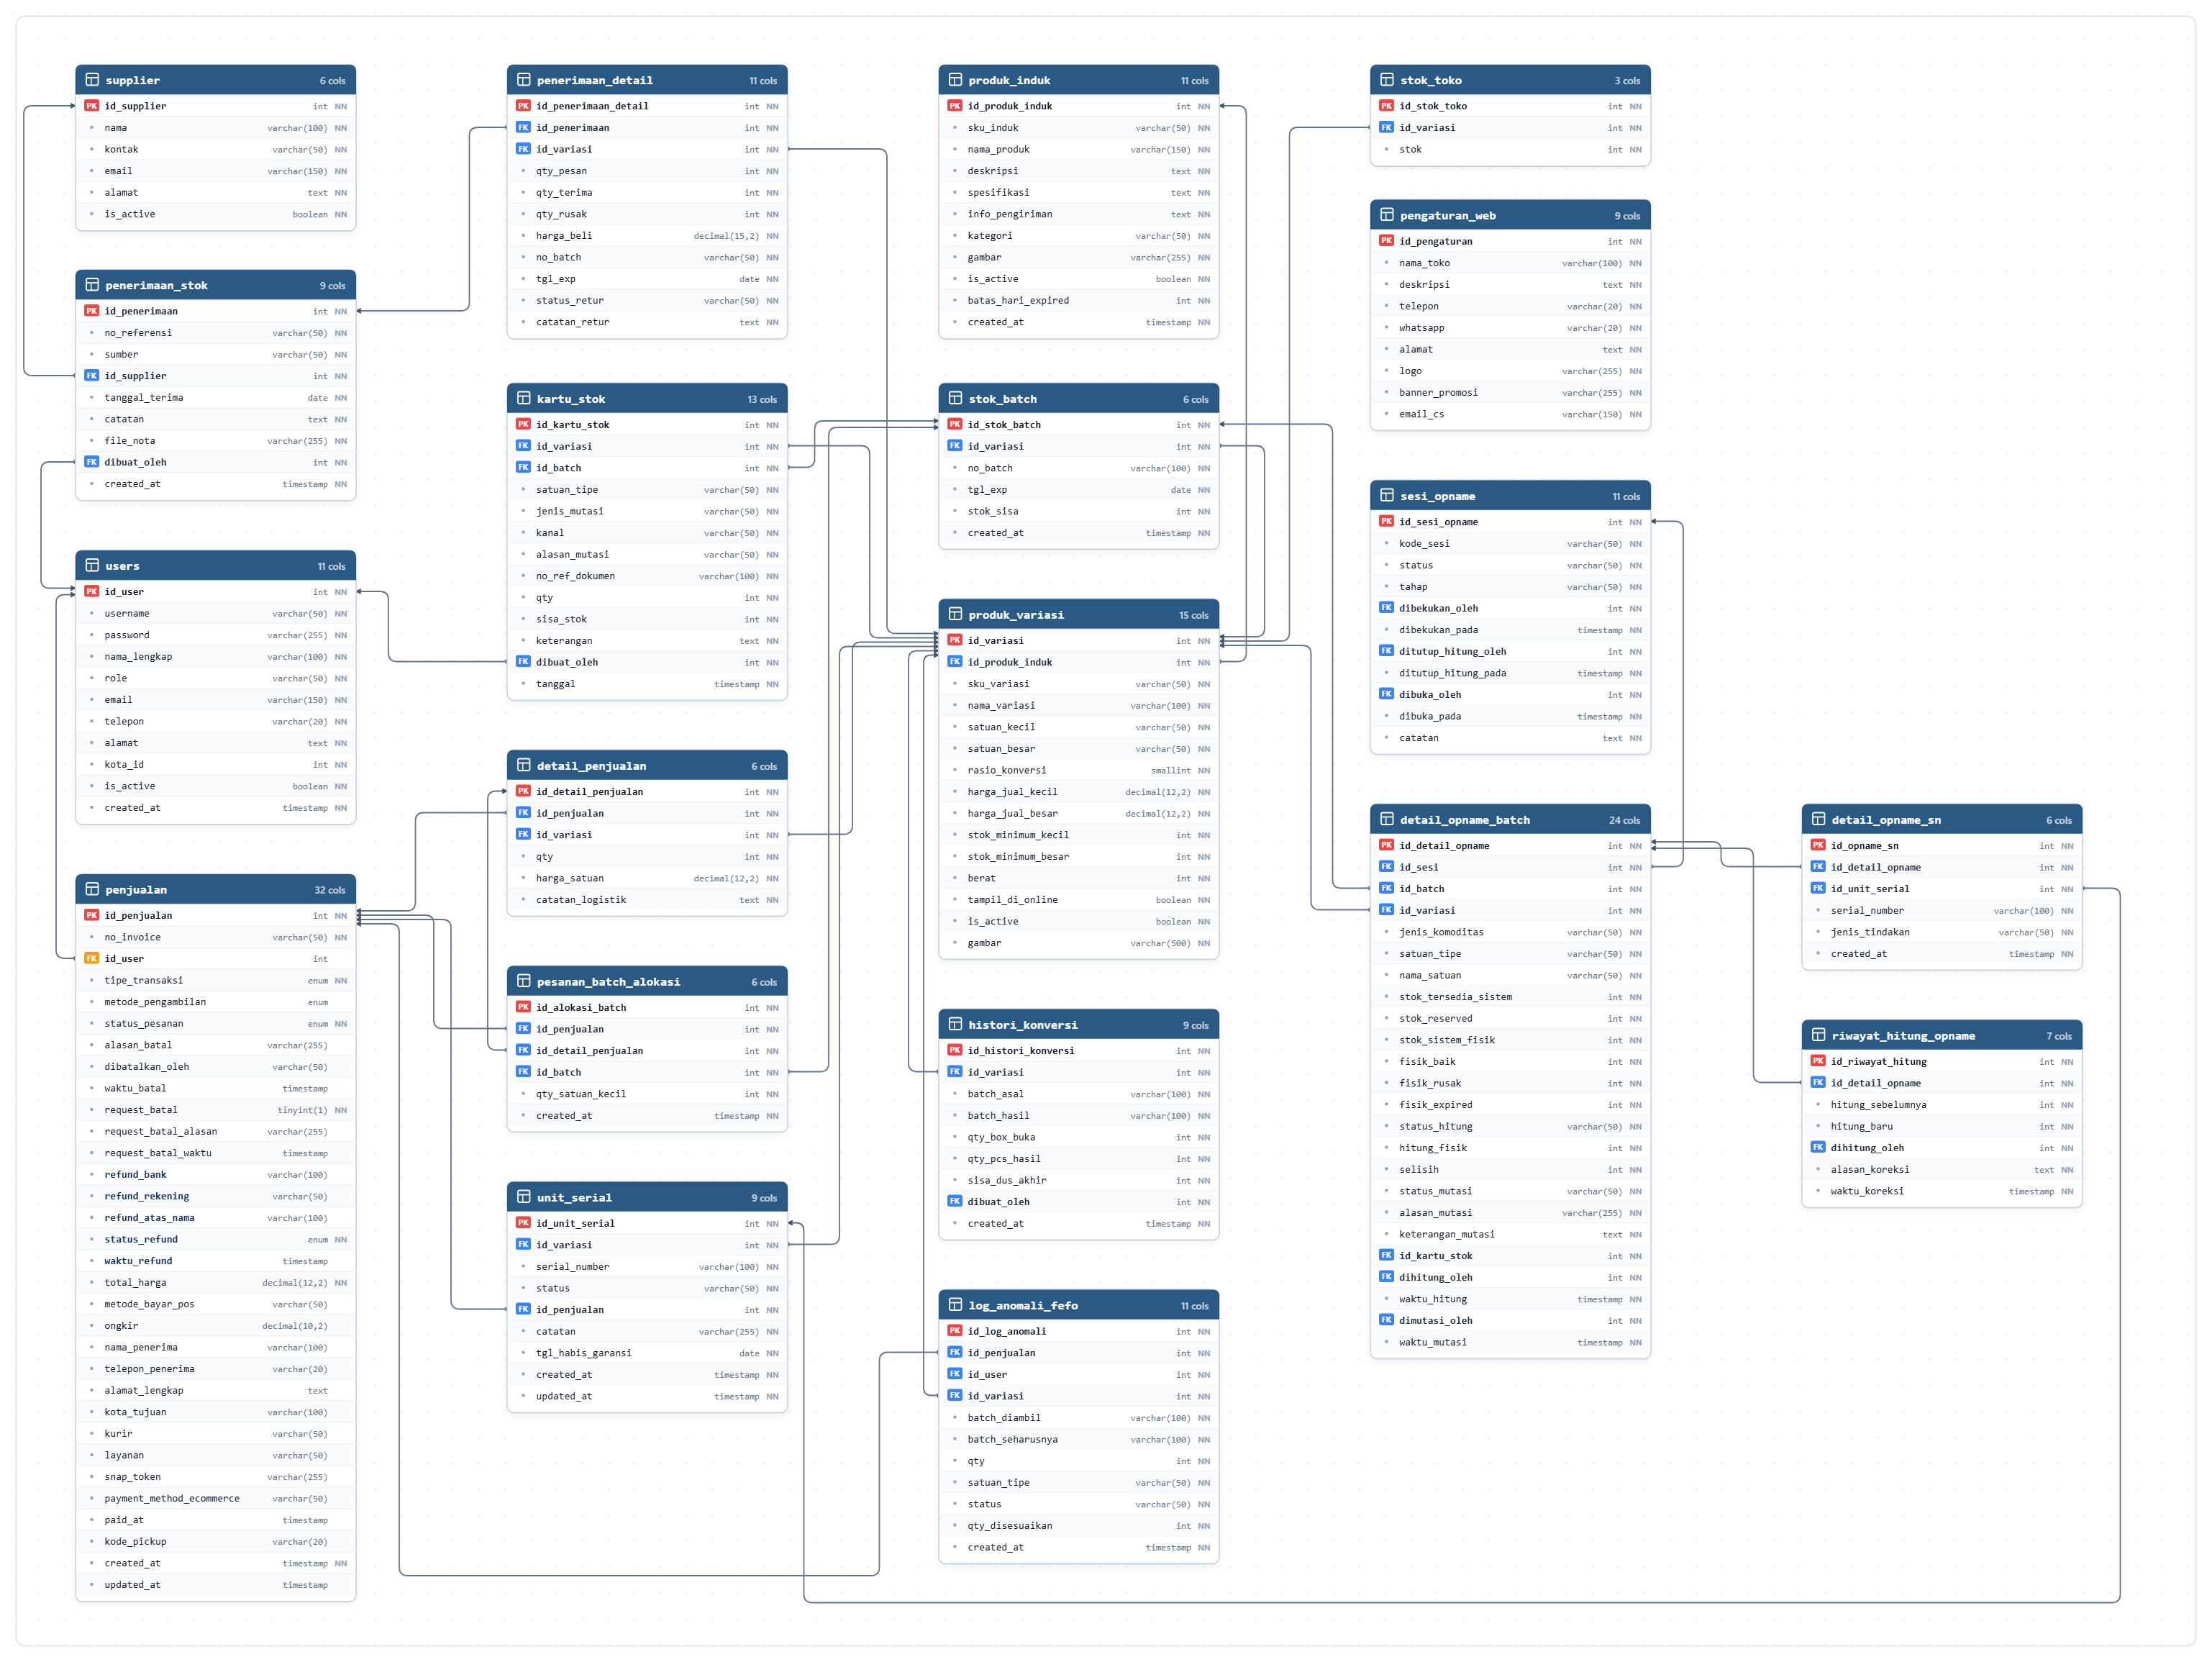 supplier 6 cols
PK id_supplier int NN
nama varchar(100) NN
kontak varchar(50) NN
email varchar(150) NN
alamat text NN
is_active boolean NN
penerimaan_stok 9 cols
PK id_penerimaan int NN
no_referensi varchar(50) NN
sumber varchar(50) NN
FK id_supplier int NN
tanggal_terima date NN
catatan text NN
file_nota varchar(255) NN
FK dibuat_oleh int NN
created_at timestamp NN
users 11 cols
PK id_user int NN
username varchar(50) NN
password varchar(255) NN
nama_lengkap varchar(100) NN
role varchar(50) NN
email varchar(150) NN
telepon varchar(20) NN
alamat text NN
kota_id int NN
is_active boolean NN
created_at timestamp NN
penjualan 32 cols
PK id_penjualan int NN
no_invoice varchar(50) NN
FK id_user int
tipe_transaksi enum NN
metode_pengambilan enum
status_pesanan enum NN
alasan_batal varchar(255)
dibatalkan_oleh varchar(50)
waktu_batal timestamp
request_batal tinyint(1) NN
request_batal_alasan varchar(255)
request_batal_waktu timestamp
refund_bank varchar(100)
refund_rekening varchar(50)
refund_atas_nama varchar(100)
status_refund enum NN
waktu_refund timestamp
total_harga decimal(12,2) NN
metode_bayar_pos varchar(50)
ongkir decimal(10,2)
nama_penerima varchar(100)
telepon_penerima varchar(20)
alamat_lengkap text
kota_tujuan varchar(100)
kurir varchar(50)
layanan varchar(50)
snap_token varchar(255)
payment_method_ecommerce varchar(50)
paid_at timestamp
kode_pickup varchar(20)
created_at timestamp NN
updated_at timestamp
penerimaan_detail 11 cols
PK id_penerimaan_detail int NN
FK id_penerimaan int NN
FK id_variasi int NN
qty_pesan int NN
qty_terima int NN
qty_rusak int NN
harga_beli decimal(15,2) NN
no_batch varchar(50) NN
tgl_exp date NN
status_retur varchar(50) NN
catatan_retur text NN
kartu_stok 13 cols
PK id_kartu_stok int NN
FK id_variasi int NN
FK id_batch int NN
satuan_tipe varchar(50) NN
jenis_mutasi varchar(50) NN
kanal varchar(50) NN
alasan_mutasi varchar(50) NN
no_ref_dokumen varchar(100) NN
qty int NN
sisa_stok int NN
keterangan text NN
FK dibuat_oleh int NN
tanggal timestamp NN
detail_penjualan 6 cols
PK id_detail_penjualan int NN
FK id_penjualan int NN
FK id_variasi int NN
qty int NN
harga_satuan decimal(12,2) NN
catatan_logistik text NN
pesanan_batch_alokasi 6 cols
PK id_alokasi_batch int NN
FK id_penjualan int NN
FK id_detail_penjualan int NN
FK id_batch int NN
qty_satuan_kecil int NN
created_at timestamp NN
unit_serial 9 cols
PK id_unit_serial int NN
FK id_variasi int NN
serial_number varchar(100) NN
status varchar(50) NN
FK id_penjualan int NN
catatan varchar(255) NN
tgl_habis_garansi date NN
created_at timestamp NN
updated_at timestamp NN
produk_induk 11 cols
PK id_produk_induk int NN
sku_induk varchar(50) NN
nama_produk varchar(150) NN
deskripsi text NN
spesifikasi text NN
info_pengiriman text NN
kategori varchar(50) NN
gambar varchar(255) NN
is_active boolean NN
batas_hari_expired int NN
created_at timestamp NN
stok_batch 6 cols
PK id_stok_batch int NN
FK id_variasi int NN
no_batch varchar(100) NN
tgl_exp date NN
stok_sisa int NN
created_at timestamp NN
produk_variasi 15 cols
PK id_variasi int NN
FK id_produk_induk int NN
sku_variasi varchar(50) NN
nama_variasi varchar(100) NN
satuan_kecil varchar(50) NN
satuan_besar varchar(50) NN
rasio_konversi smallint NN
harga_jual_kecil decimal(12,2) NN
harga_jual_besar decimal(12,2) NN
stok_minimum_kecil int NN
stok_minimum_besar int NN
berat int NN
tampil_di_online boolean NN
is_active boolean NN
gambar varchar(500) NN
histori_konversi 9 cols
PK id_histori_konversi int NN
FK id_variasi int NN
batch_asal varchar(100) NN
batch_hasil varchar(100) NN
qty_box_buka int NN
qty_pcs_hasil int NN
sisa_dus_akhir int NN
FK dibuat_oleh int NN
created_at timestamp NN
log_anomali_fefo 11 cols
PK id_log_anomali int NN
FK id_penjualan int NN
FK id_user int NN
FK id_variasi int NN
batch_diambil varchar(100) NN
batch_seharusnya varchar(100) NN
qty int NN
satuan_tipe varchar(50) NN
status varchar(50) NN
qty_disesuaikan int NN
created_at timestamp NN
stok_toko 3 cols
PK id_stok_toko int NN
FK id_variasi int NN
stok int NN
pengaturan_web 9 cols
PK id_pengaturan int NN
nama_toko varchar(100) NN
deskripsi text NN
telepon varchar(20) NN
whatsapp varchar(20) NN
alamat text NN
logo varchar(255) NN
banner_promosi varchar(255) NN
email_cs varchar(150) NN
sesi_opname 11 cols
PK id_sesi_opname int NN
kode_sesi varchar(50) NN
status varchar(50) NN
tahap varchar(50) NN
FK dibekukan_oleh int NN
dibekukan_pada timestamp NN
FK ditutup_hitung_oleh int NN
ditutup_hitung_pada timestamp NN
FK dibuka_oleh int NN
dibuka_pada timestamp NN
catatan text NN
detail_opname_batch 24 cols
PK id_detail_opname int NN
FK id_sesi int NN
FK id_batch int NN
FK id_variasi int NN
jenis_komoditas varchar(50) NN
satuan_tipe varchar(50) NN
nama_satuan varchar(50) NN
stok_tersedia_sistem int NN
stok_reserved int NN
stok_sistem_fisik int NN
fisik_baik int NN
fisik_rusak int NN
fisik_expired int NN
status_hitung varchar(50) NN
hitung_fisik int NN
selisih int NN
status_mutasi varchar(50) NN
alasan_mutasi varchar(255) NN
keterangan_mutasi text NN
FK id_kartu_stok int NN
FK dihitung_oleh int NN
waktu_hitung timestamp NN
FK dimutasi_oleh int NN
waktu_mutasi timestamp NN
detail_opname_sn 6 cols
PK id_opname_sn int NN
FK id_detail_opname int NN
FK id_unit_serial int NN
serial_number varchar(100) NN
jenis_tindakan varchar(50) NN
created_at timestamp NN
riwayat_hitung_opname 7 cols
PK id_riwayat_hitung int NN
FK id_detail_opname int NN
hitung_sebelumnya int NN
hitung_baru int NN
FK dihitung_oleh int NN
alasan_koreksi text NN
waktu_koreksi timestamp NN